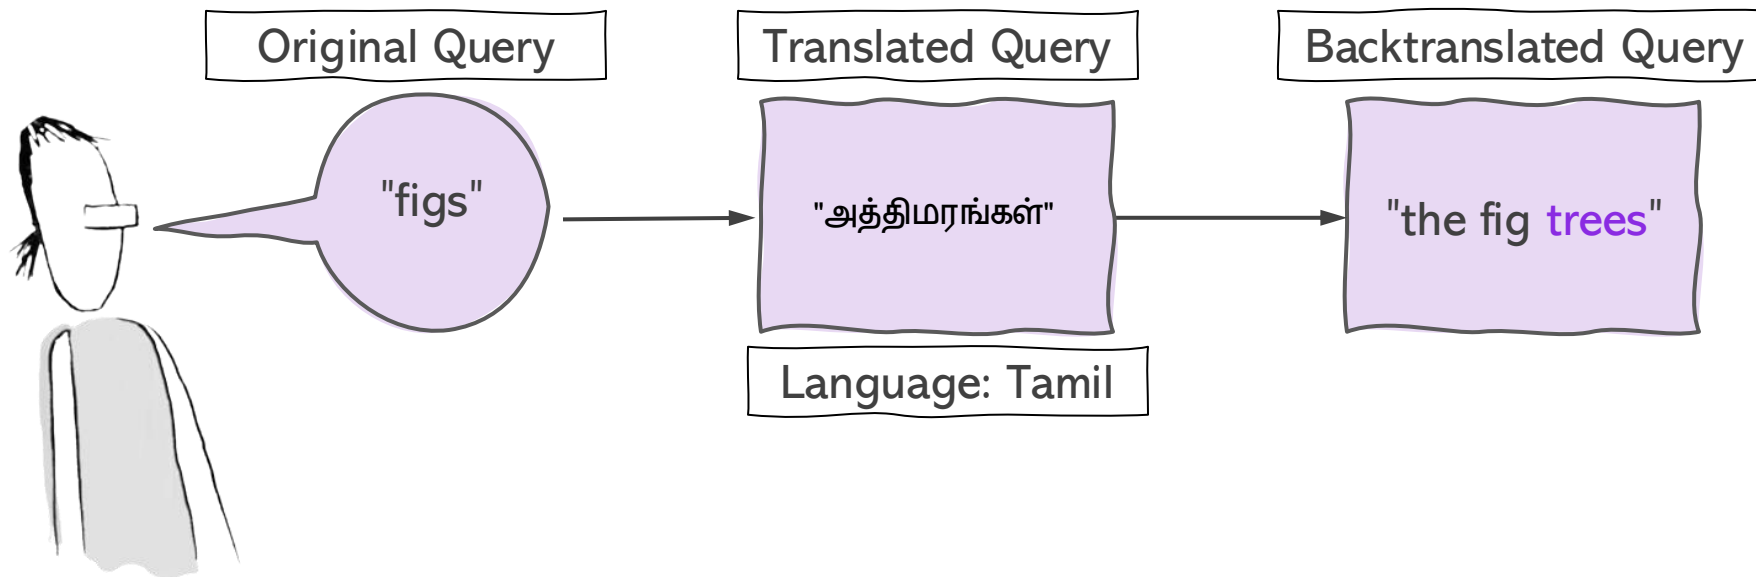 Original Query
Translated Query
Backtranslated Query
"figs"
"அத்திமரங்கள்"
"the fig trees"
Language: Tamil